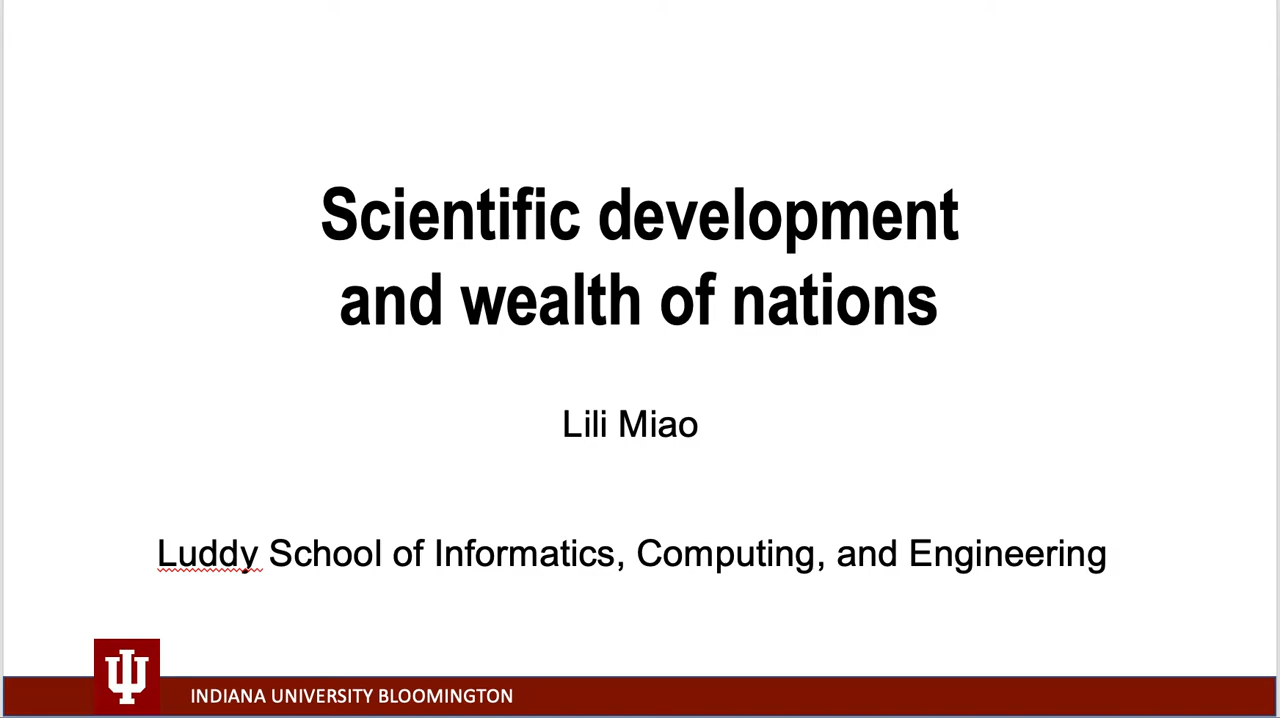 Scientific development
and wealth of nations
Lili Miao
Luddy School of Informatics, Computing, and Engineering
INDIANA UNIVERSITY BLOOMINGTON